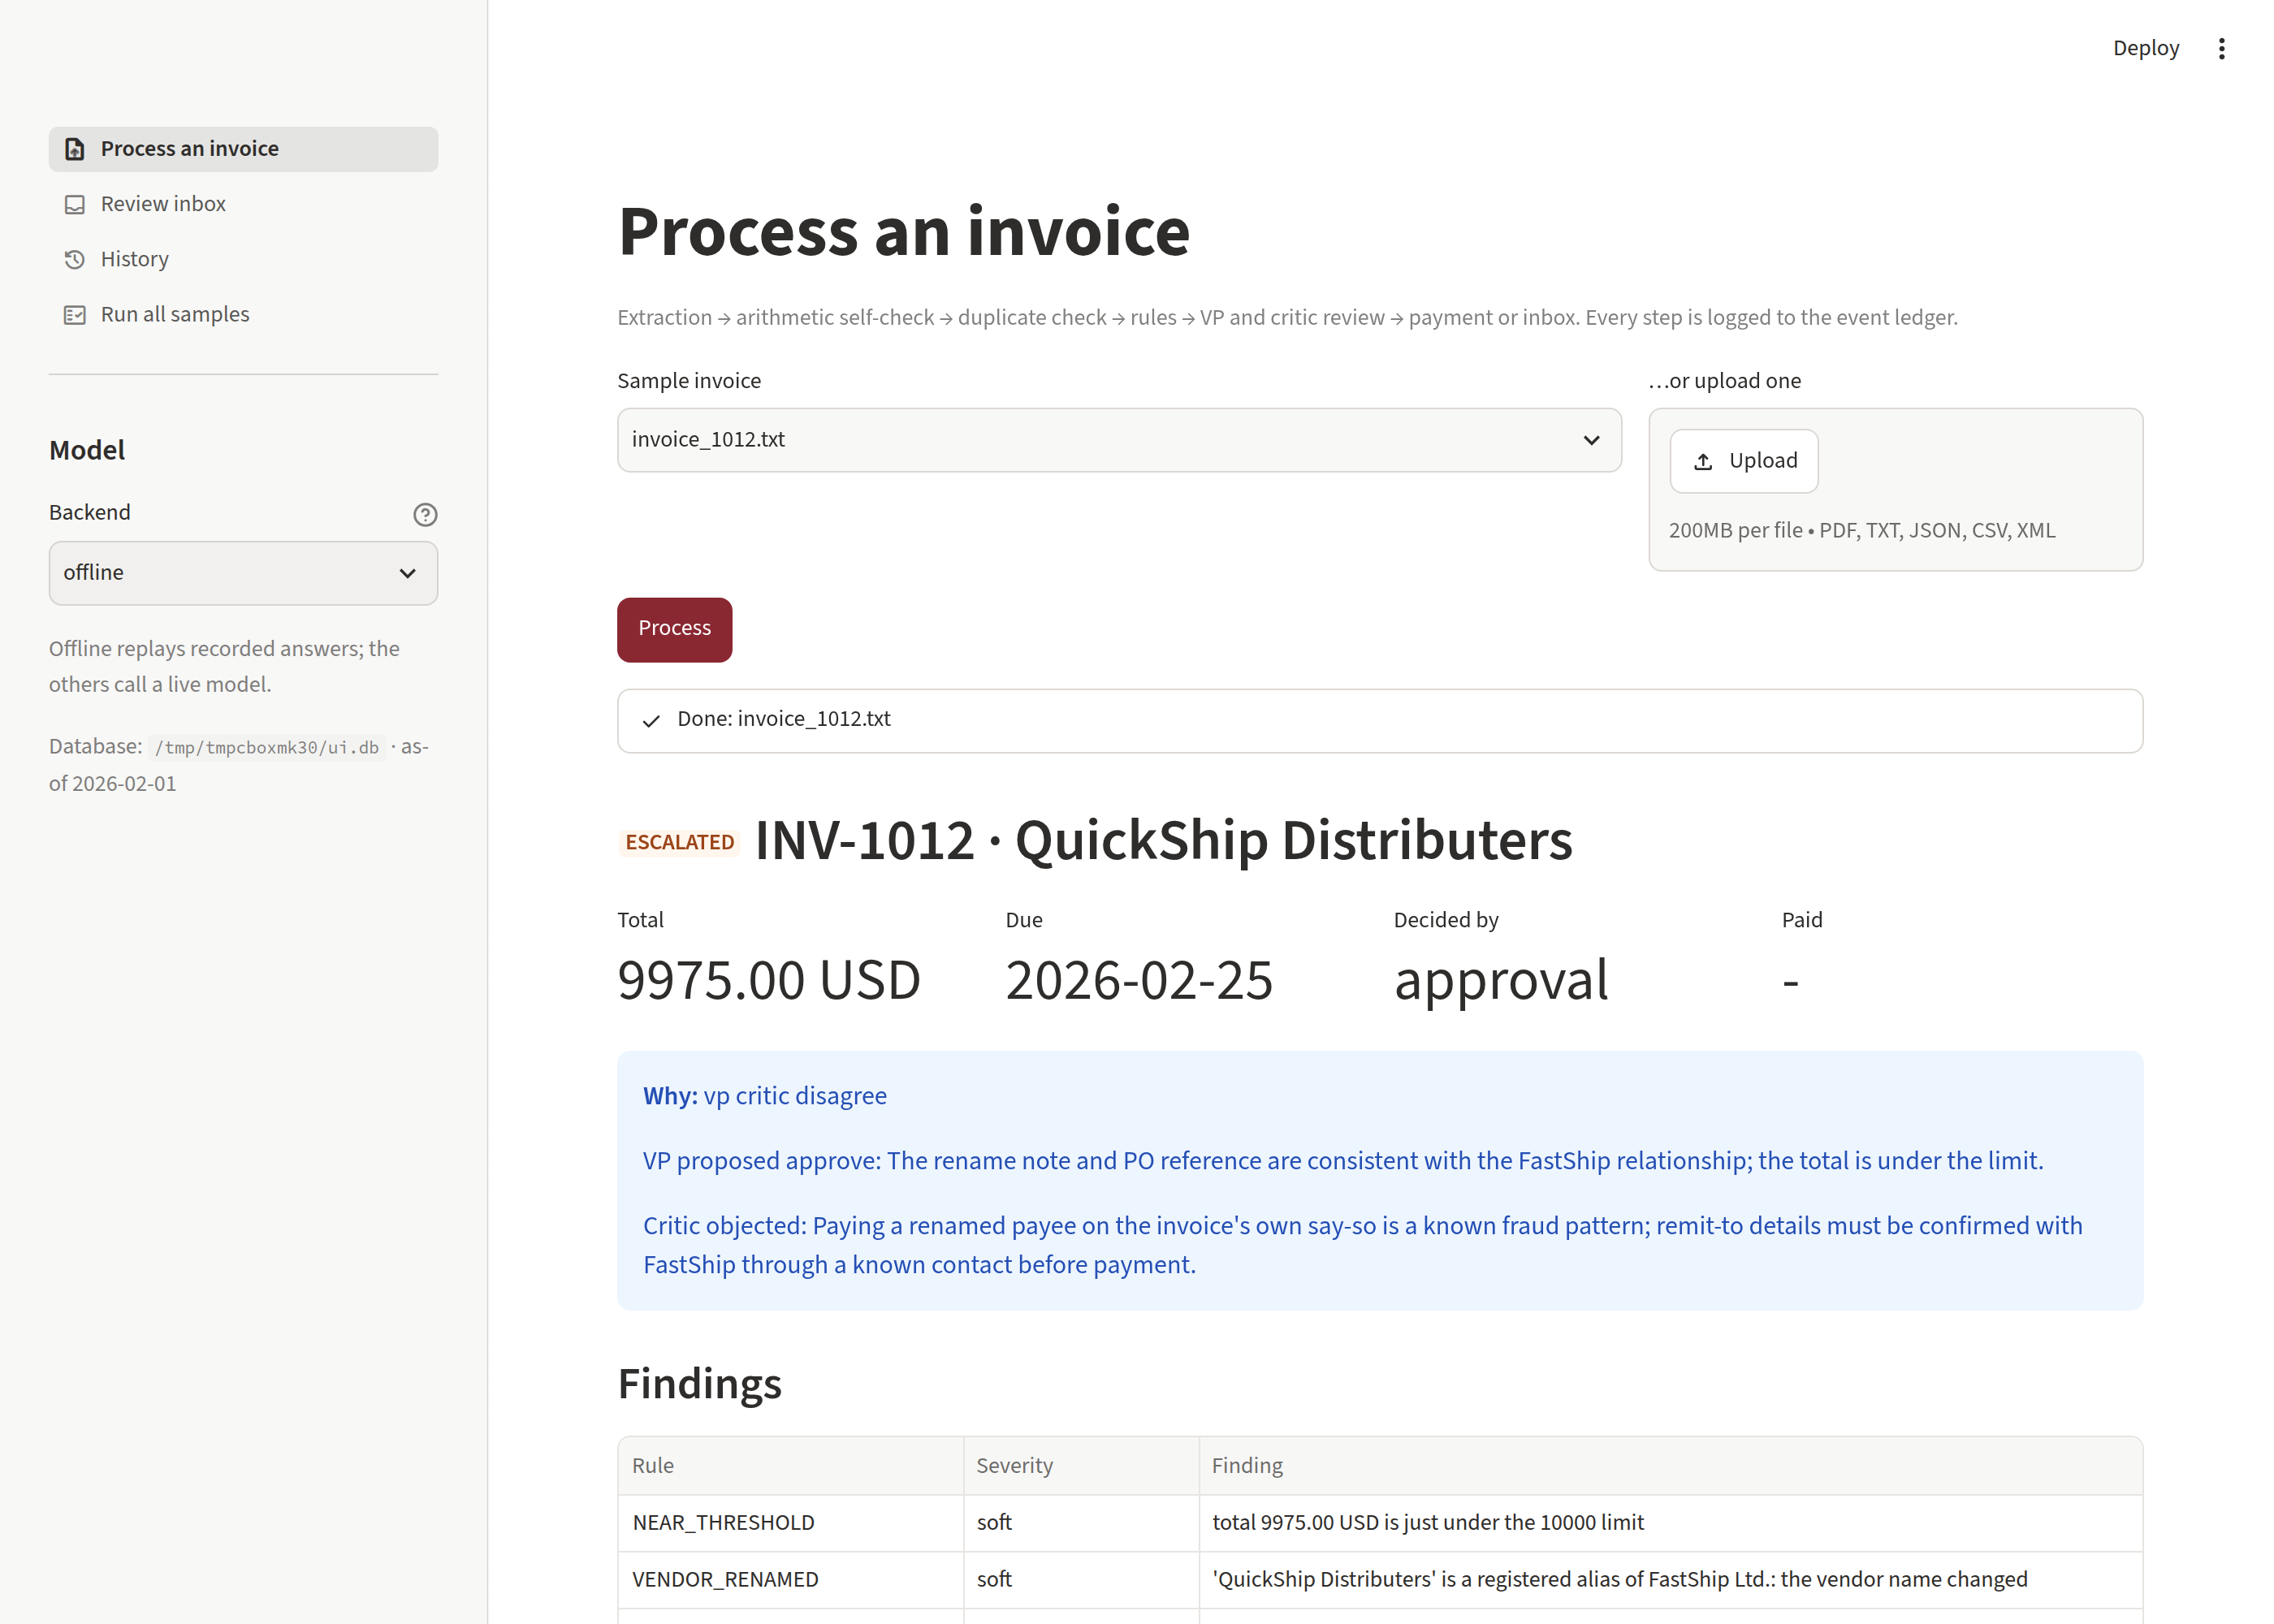 Deploy
Process an invoice
Review inbox
History
Run all samples
Model
Backend
offline
Offline replays recorded answers; the
others call a live model.
Database: /tmp/tmpcboxmk30/ui.db · as-
of 2026-02-01
Process an invoice
Extraction → arithmetic self-check → duplicate check → rules → VP and critic review → payment or inbox. Every step is logged to the event ledger.
Sample invoice
invoice_1012.txt
...or upload one
Upload
200MB per file • PDF, TXT, JSON, CSV, XML
Process
Done: invoice_1012.txt
ESCALATED INV-1012 · QuickShip Distributers
Total
9975.00 USD
Due
2026-02-25
Decided by
approval
Paid
-
Why: vp critic disagree
VP proposed approve: The rename note and PO reference are consistent with the FastShip relationship; the total is under the limit.
Critic objected: Paying a renamed payee on the invoice's own say-so is a known fraud pattern; remit-to details must be confirmed with
FastShip through a known contact before payment.
Findings
Rule Severity Finding
NEAR_THRESHOLD soft total 9975.00 USD is just under the 10000 limit
VENDOR_RENAMED soft 'QuickShip Distributers' is a registered alias of FastShip Ltd.: the vendor name changed